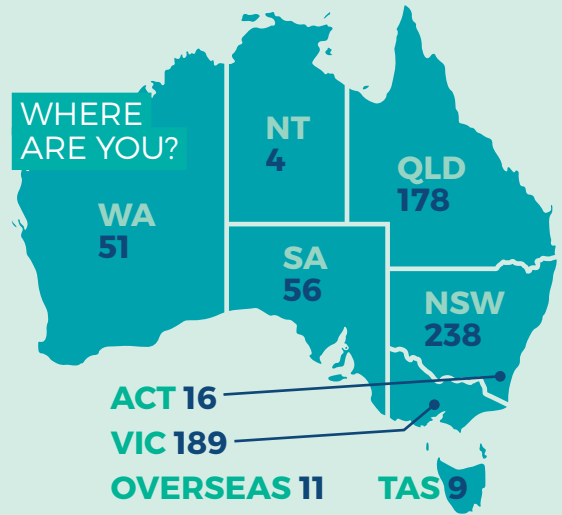 WHERE
ARE YOU?
NT
4
QLD
178
WA
51
SA
56
NSW
238
ACT 16
VIC 189
OVERSEAS 11
TAS 9